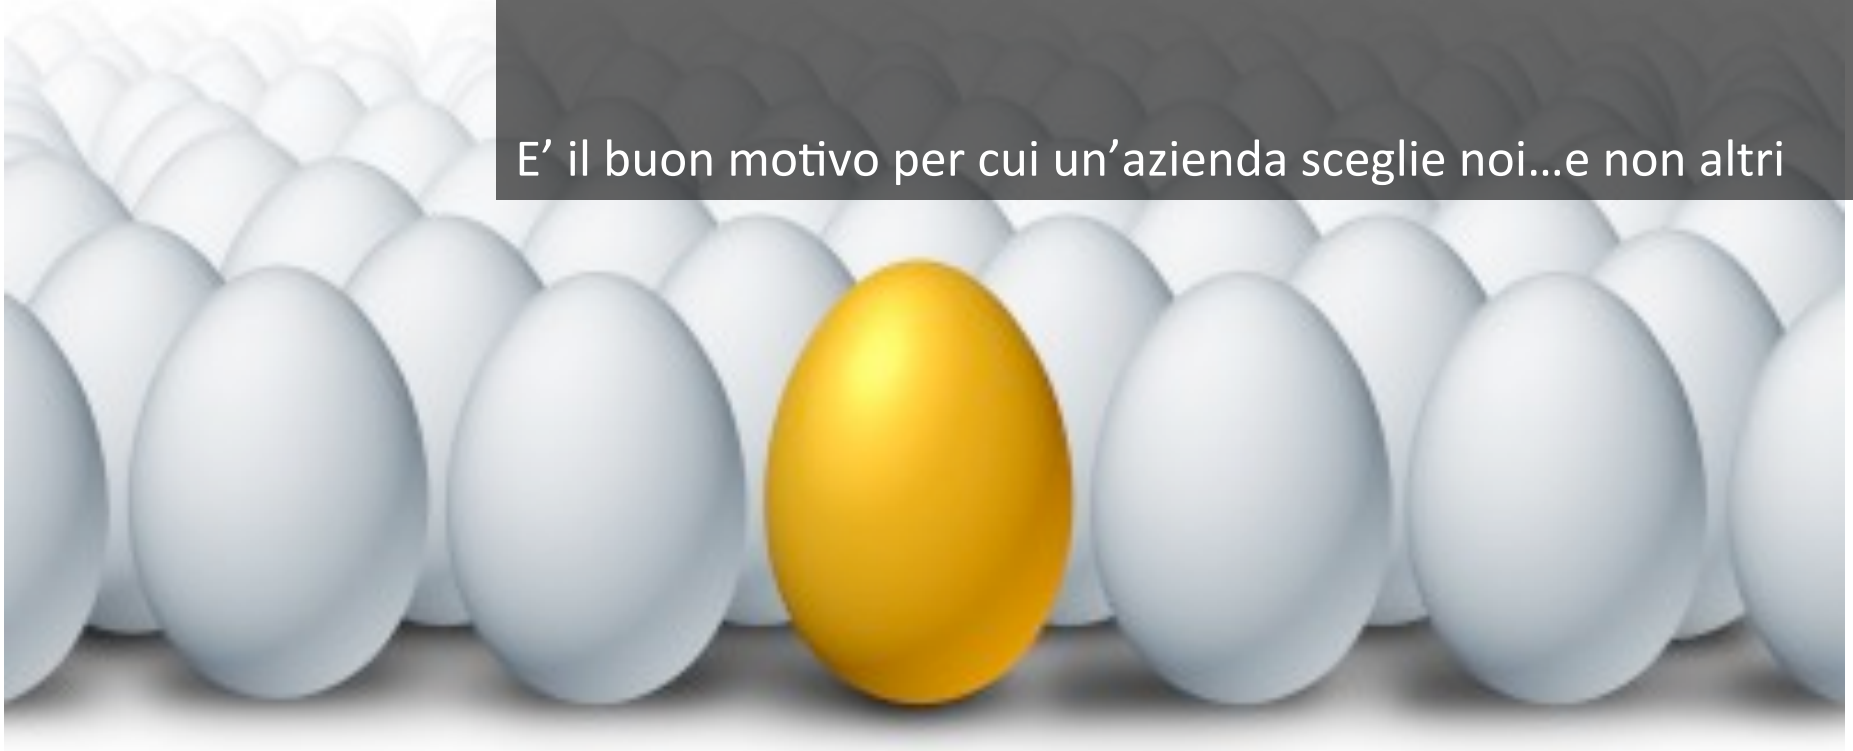 E’ il buon motivo per cui un’azienda sceglie noi…e non altri